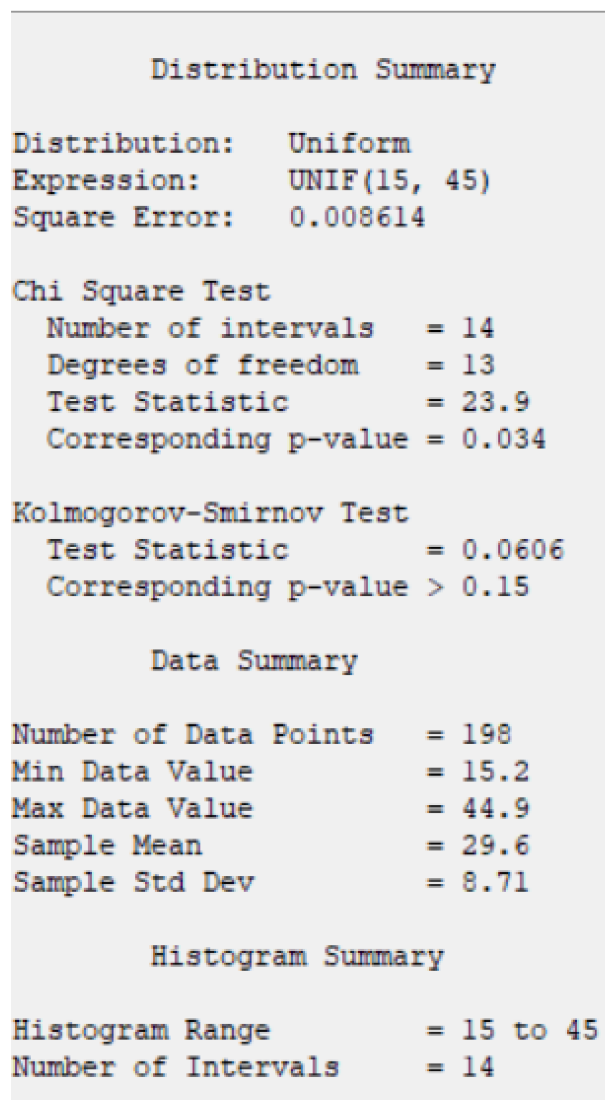 Distribution Summary
Distribution: Uniform
Expression: UNIF(15, 45)
Square Error: 0.008614
Chi Square Test
Number of intervals = 14
Degrees of freedom = 13
Test Statistic = 23.9
Corresponding p-value = 0.034
Kolmogorov-Smirnov Test
Test Statistic = 0.0606
Corresponding p-value > 0.15
Data Summary
Number of Data Points = 198
Min Data Value = 15.2
Max Data Value = 44.9
Sample Mean = 29.6
Sample Std Dev = 8.71
Histogram Summary
Histogram Range = 15 to 45
Number of Intervals = 14